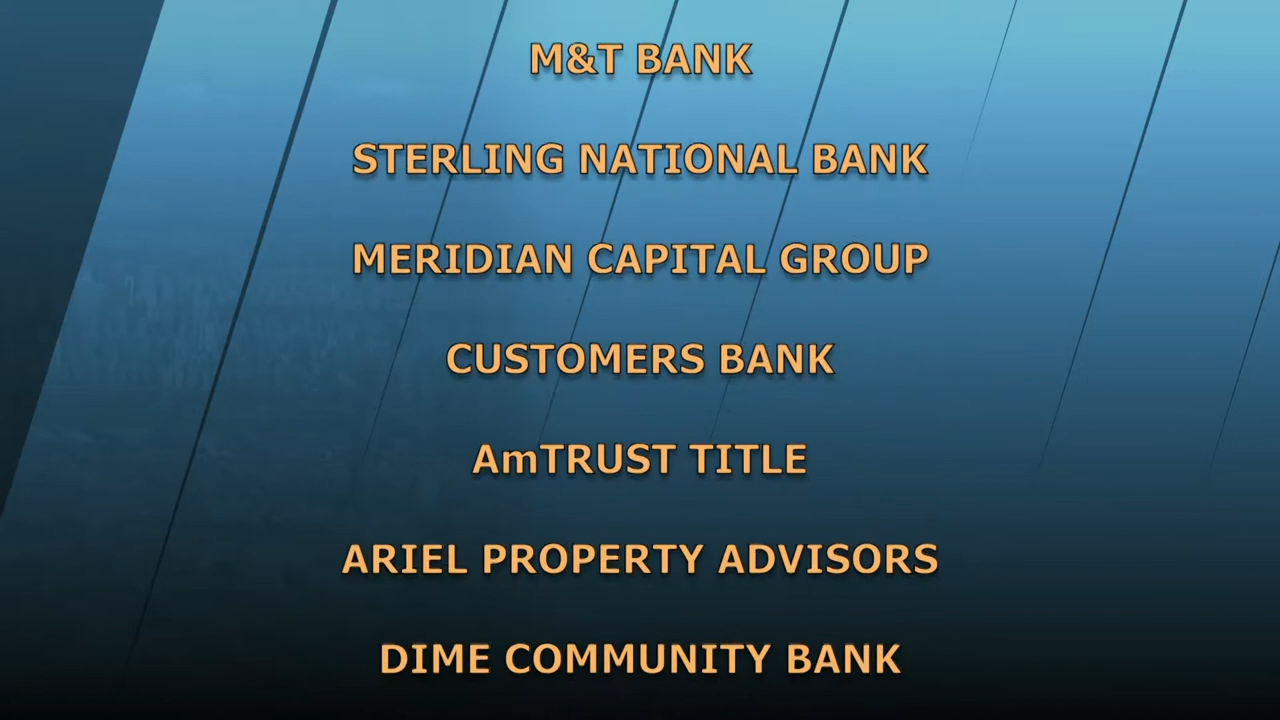 M&T BANK
STERLING NATIONAL BANK
MERIDIAN CAPITAL GROUP
CUSTOMERS BANK
AmTRUST TITLE
ARIEL PROPERTY ADVISORS
DIME COMMUNITY BANK